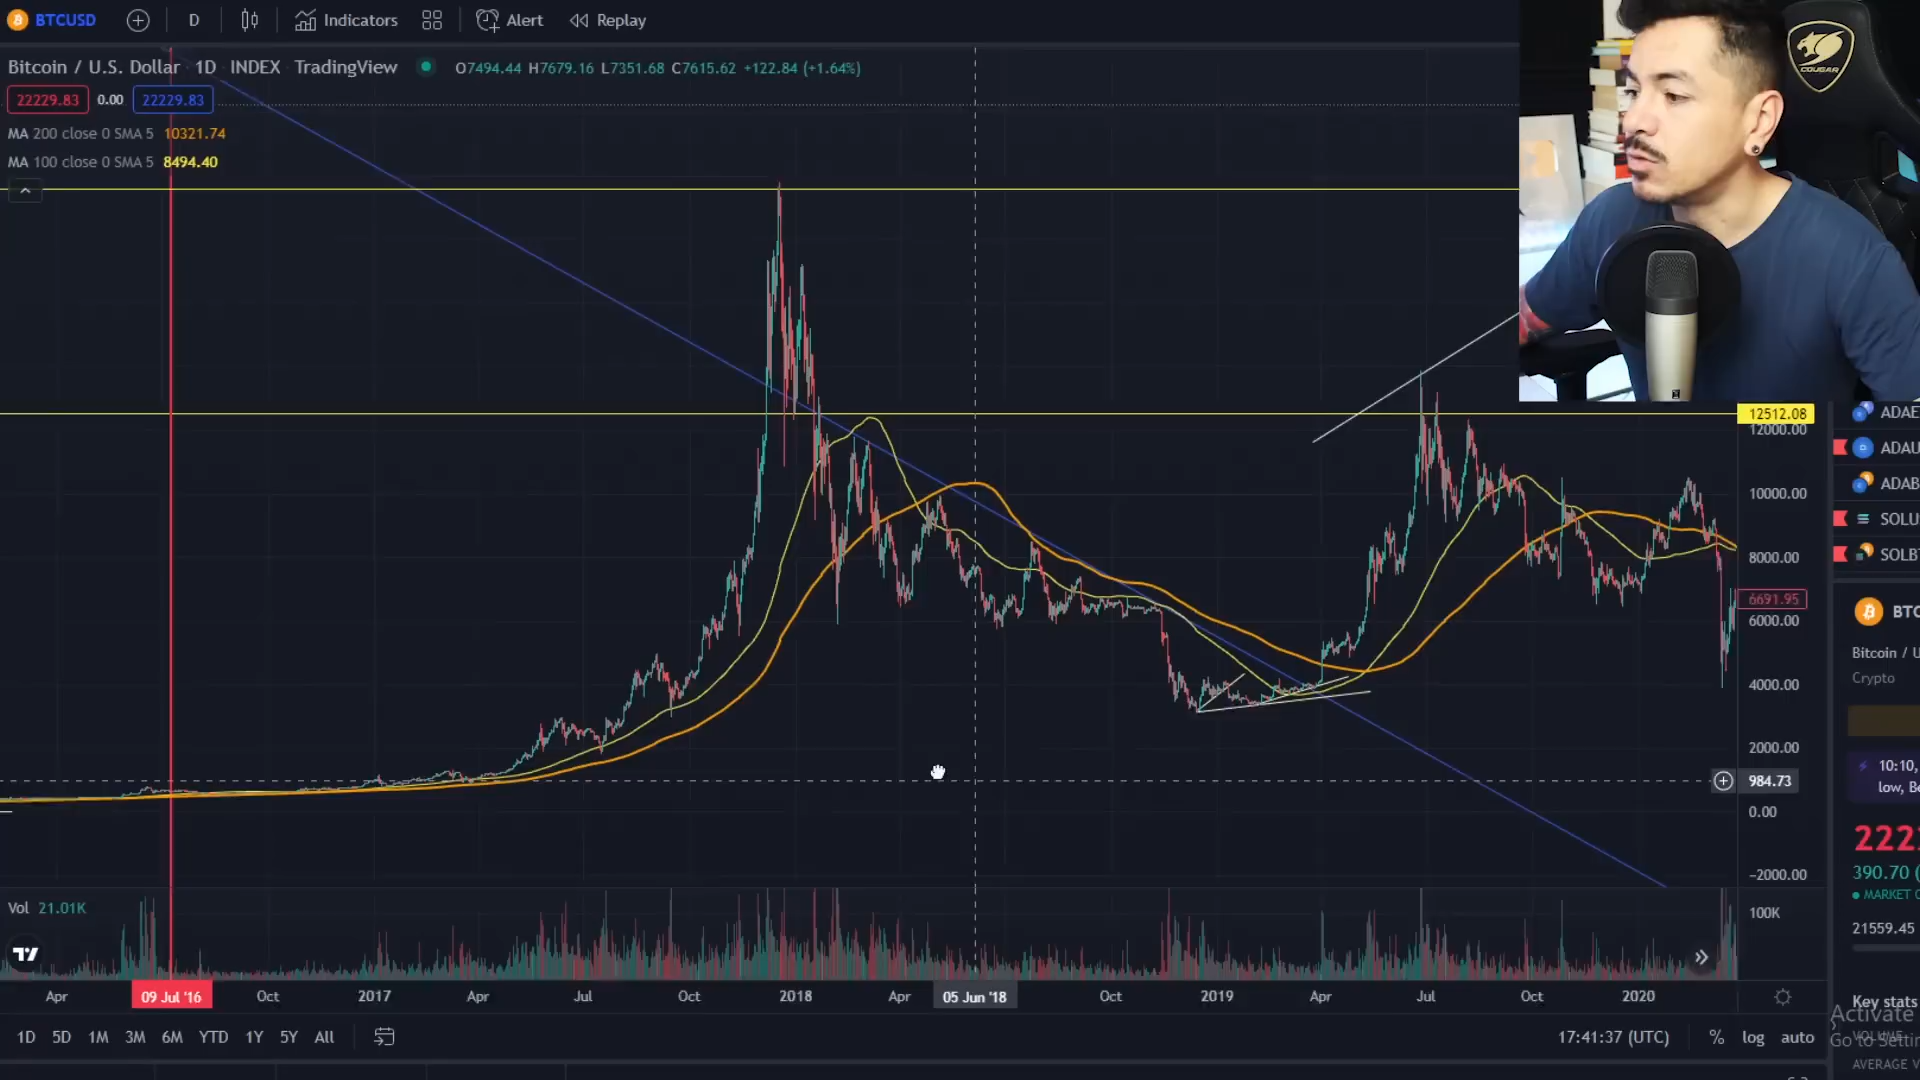 BTCUSD D Indicators Alert Replay
Bitcoin / U.S. Dollar · 1D · INDEX · TradingView O7494.44 H7679.16 L7351.68 C7615.62 +122.84 (+1.64%)
22229.83 0.00 22229.83
MA 200 close 0 SMA 5 10321.74
MA 100 close 0 SMA 5 8494.40
COUGAR
12512.08
12000.00
10000.00
8000.00
6691.95
6000.00
4000.00
2000.00
984.73
0.00
−2000.00
100K
Vol 21.01K
Apr 09 Jul '16 Oct 2017 Apr Jul Oct 2018 Apr 05 Jun '18 Oct 2019 Apr Jul Oct 2020
1D 5D 1M 3M 6M YTD 1Y 5Y All 17:41:37 (UTC) % log auto
ADAE
ADAU
ADAB
SOLU
SOLB
BTC
Bitcoin / U
Crypto
10:10,
low, Be
222
390.70 (
MARKET
21559.45
Key stats
Activate
Go to Settin
AVERAGE V